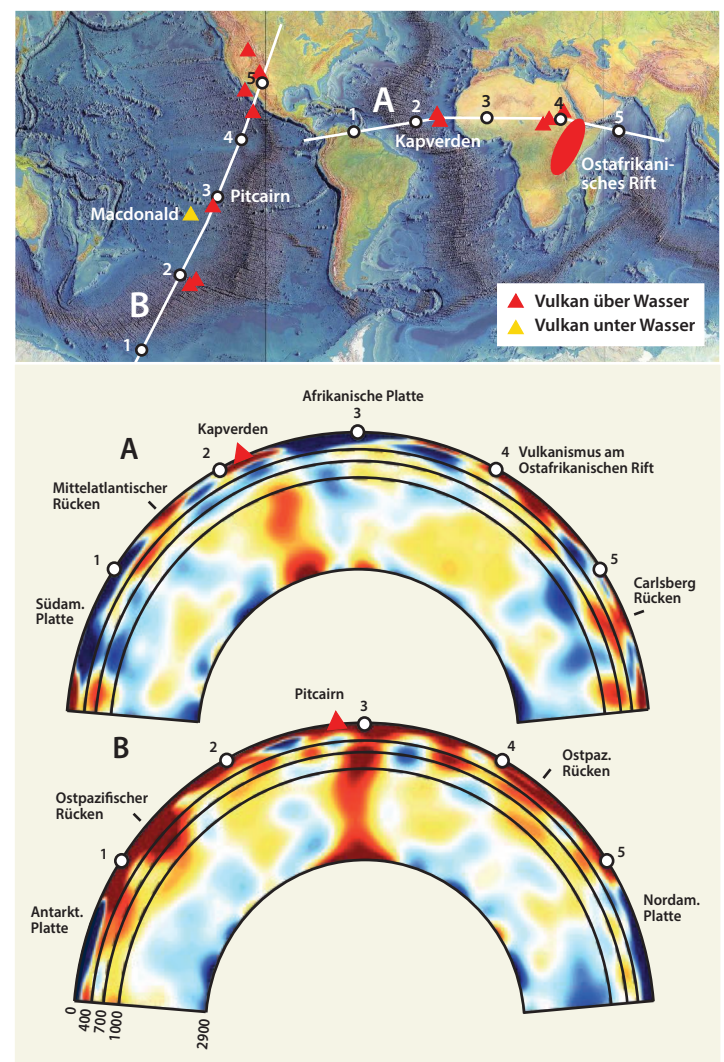 A
B
1
2
3
4
5
1
2
3
4
5
Kapverden
Pitcairn
Macdonald
Ostafrikani-
sches Rift
Vulkan über Wasser
Vulkan unter Wasser
A
Afrikanische Platte
3
Kapverden
2
4
Vulkanismus am
Ostafrikanischen Rift
Mittelatlantischer
Rücken
1
5
Südam.
Platte
Carlsberg
Rücken
B
Pitcairn
3
2
4
Ostpaz.
Rücken
Ostpazifischer
Rücken
1
5
Antarkt.
Platte
Nordam.
Platte
0
400
700
1000
2900